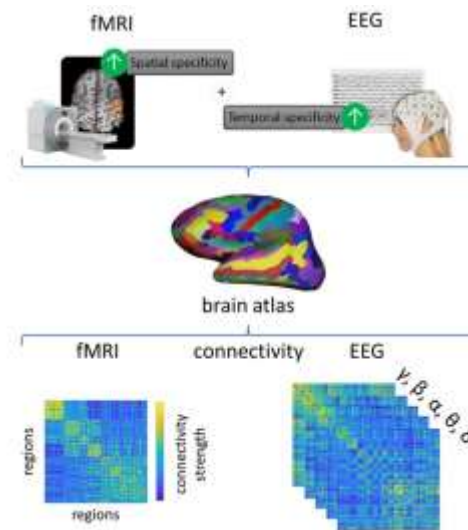 fMRI
EEG
Spatial specificity
+
Temporal specificity
brain atlas
fMRI connectivity EEG
γ, β, α, θ, δ
regions
connectivity
strength
regions